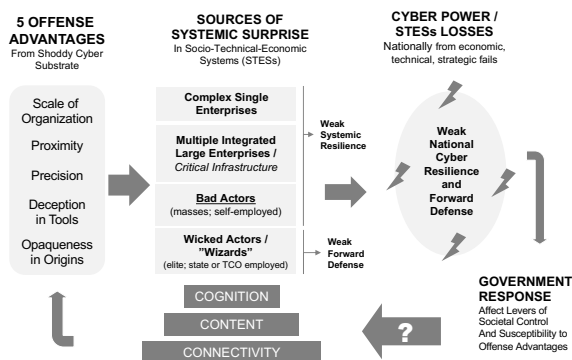 5 OFFENSE
ADVANTAGES
From Shoddy Cyber
Substrate
Scale of
Organization
Proximity
Precision
Deception
in Tools
Opaqueness
in Origins
SOURCES OF
SYSTEMIC SURPRISE
In Socio-Technical-Economic
Systems (STESs)
Complex Single
Enterprises
Multiple Integrated
Large Enterprises /
Critical Infrastructure
Bad Actors
(masses; self-employed)
Wicked Actors /
"Wizards"
(elite; state or TCO employed)
Weak
Systemic
Resilience
Weak
Forward
Defense
COGNITION
CONTENT
CONNECTIVITY
CYBER POWER /
STESs LOSSES
Nationally from economic,
technical, strategic fails
Weak
National
Cyber
Resilience
and
Forward
Defense
GOVERNMENT
RESPONSE
Affect Levers of
Societal Control
And Susceptibility to
Offense Advantages
?